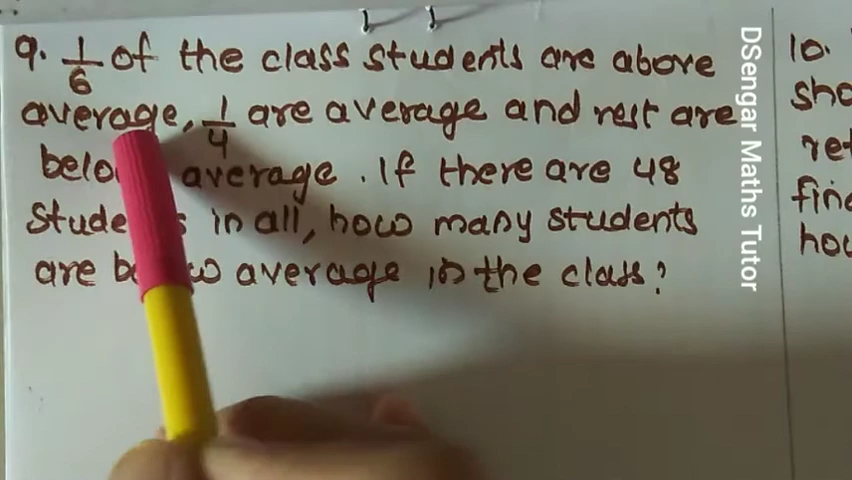 9. 1/6 of the class students are above
average, 1/4 are average and rest are
average. If there are 48
in all, how many students
are average in the class?
DSengar Maths Tutor
10.